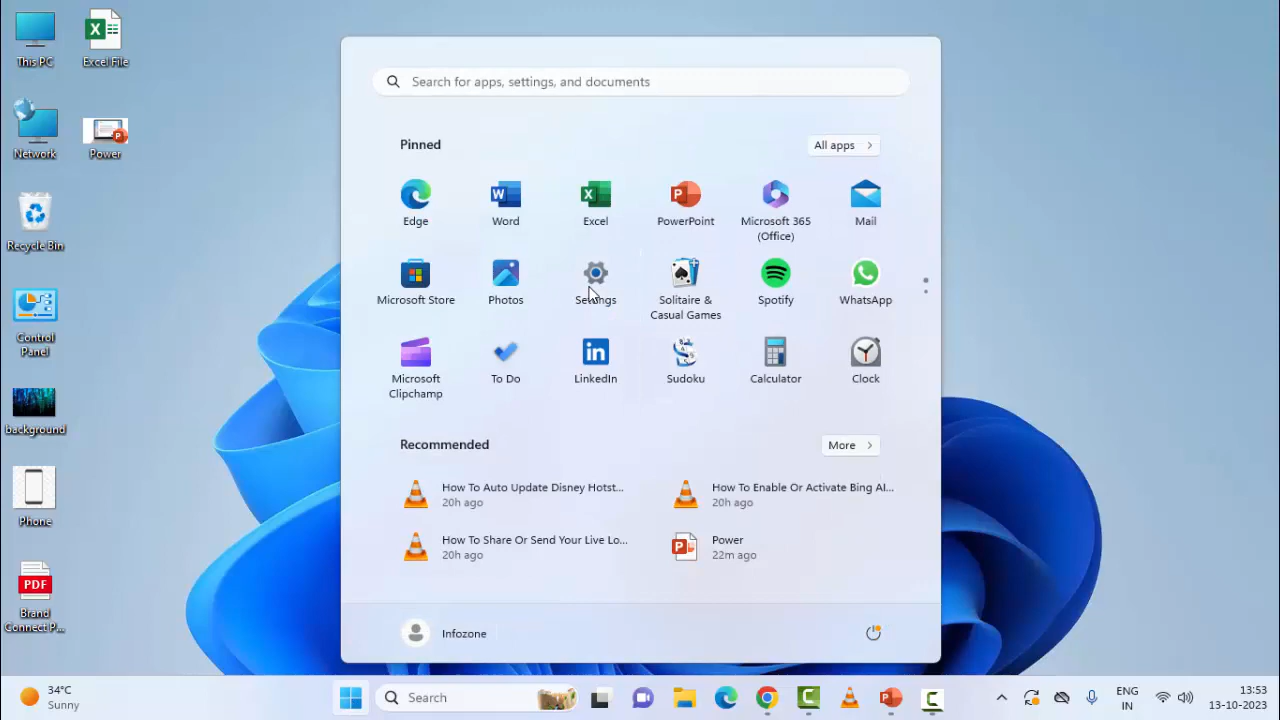 This PC
Excel File
Network
Power
Recycle Bin
Control
Panel
background
Phone
PDF
Brand
Connect P...
Search for apps, settings, and documents
Pinned
All apps
Edge
Word
Excel
PowerPoint
Microsoft 365
(Office)
Mail
Microsoft Store
Photos
Settings
Solitaire &
Casual Games
Spotify
WhatsApp
Microsoft
Clipchamp
To Do
LinkedIn
Sudoku
Calculator
Clock
Recommended
More
How To Auto Update Disney Hotst...
20h ago
How To Enable Or Activate Bing AI...
20h ago
How To Share Or Send Your Live Lo...
20h ago
Power
22m ago
Infozone
34°C
Sunny
Search
ENG
IN
13:53
13-10-2023